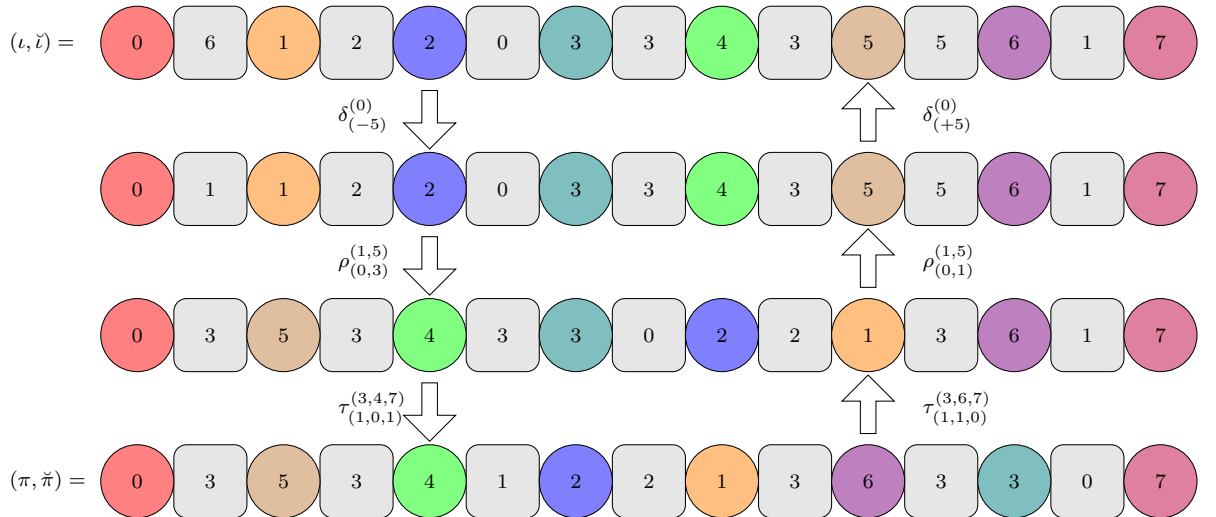 (ι, ῐ) = 0 6 1 2 2 0 3 3 4 3 5 5 6 1 7
δ^{(0)}_{(−5)} δ^{(0)}_{(+5)}
0 1 1 2 2 0 3 3 4 3 5 5 6 1 7
ρ^{(1,5)}_{(0,3)} ρ^{(1,5)}_{(0,1)}
0 3 5 3 4 3 3 0 2 2 1 3 6 1 7
τ^{(3,4,7)}_{(1,0,1)} τ^{(3,6,7)}_{(1,1,0)}
(π, π̆) = 0 3 5 3 4 1 2 2 1 3 6 3 3 0 7